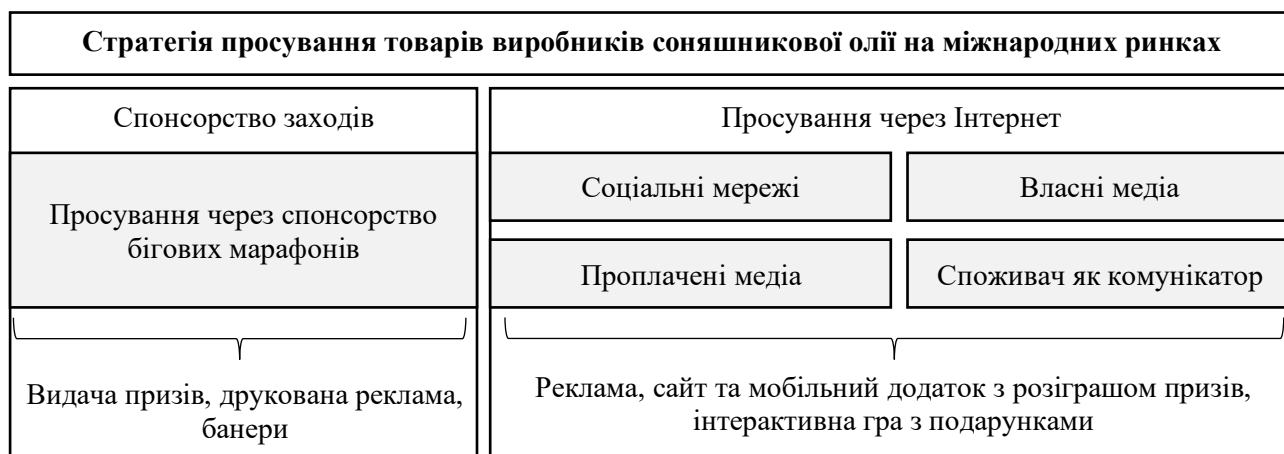 Стратегія просування товарів виробників соняшникової олії на міжнародних ринках
Спонсорство заходів
Просування через спонсорство
бігових марафонів
Видача призів, друкована реклама,
банери
Просування через Інтернет
Соціальні мережі
Власні медіа
Проплачені медіа
Споживач як комунікатор
Реклама, сайт та мобільний додаток з розіграшом призів,
інтерактивна гра з подарунками